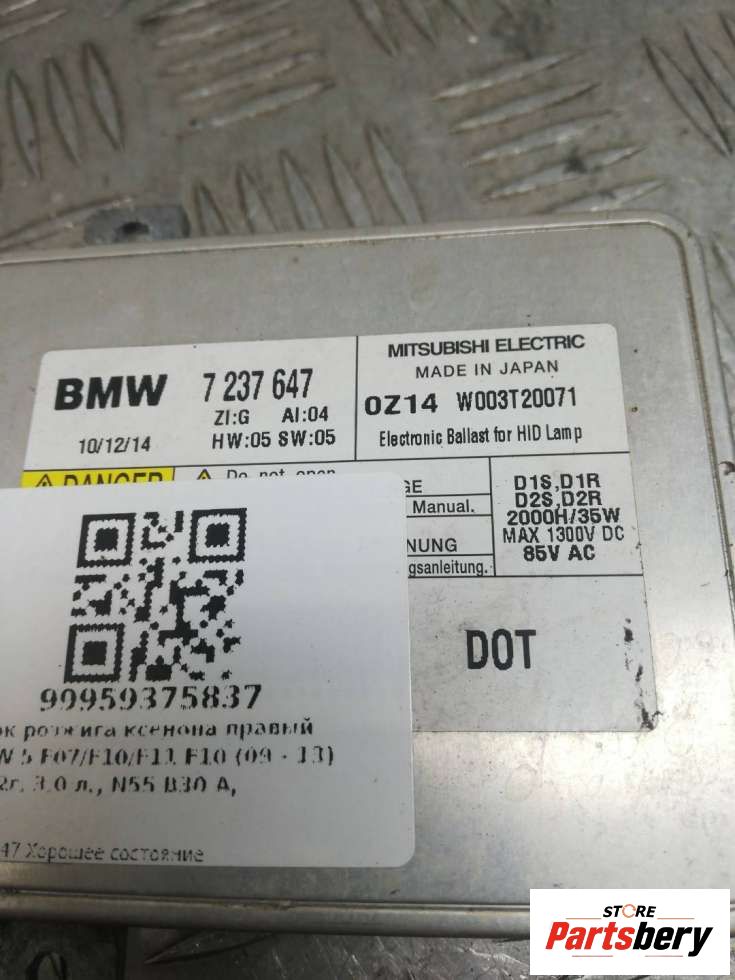 BMW 7 237 647
ZI:G AI:04
10/12/14 HW:05 SW:05
MITSUBISHI ELECTRIC
MADE IN JAPAN
0Z14 W003T20071
Electronic Ballast for HID Lamp
DANGER
Do not open
GE
Manual.
NUNG
gsanleitung.
D1S,D1R
D2S,D2R
2000H/35W
MAX 1300V DC
85V AC
DOT
99959375837
ок розжига ксенона правый
W 5 F07/F10/F11 F10 (09 - 13)
2г, 3.0 л., N55 B30 A,
47 Хорошее состояние
STORE
Partsbery